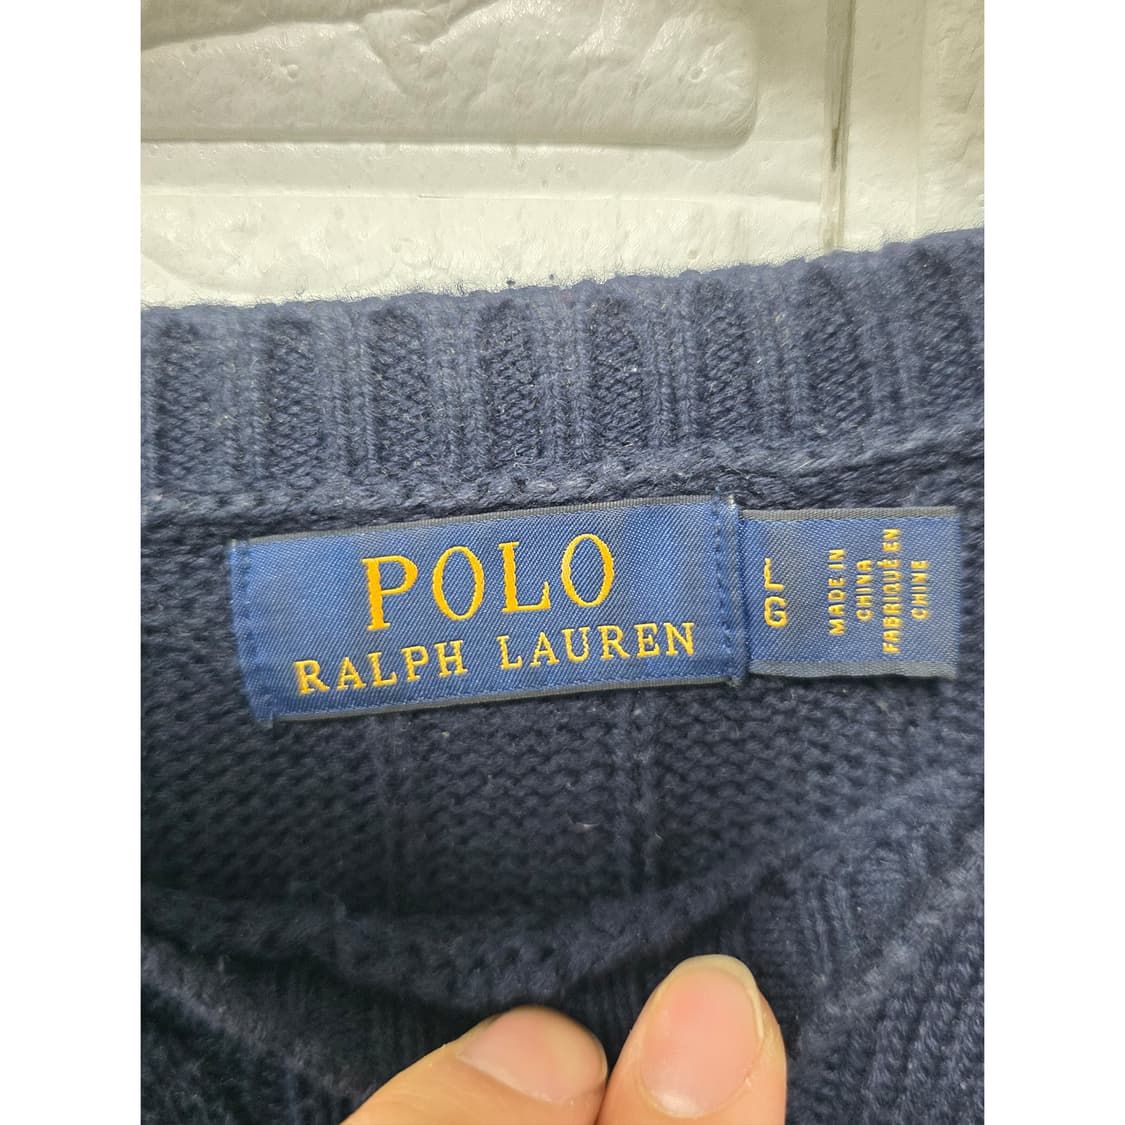 POLO
RALPH LAUREN
L
G
MADE IN
CHINA
FABRIQUÉ EN
CHINE